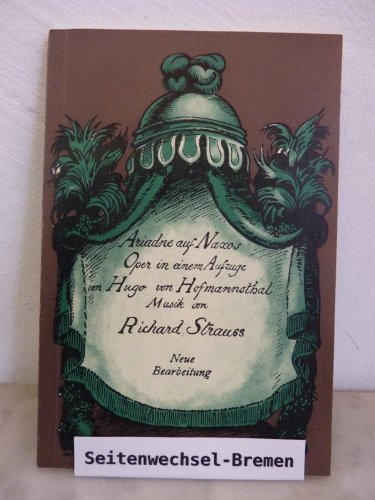 Ariadne auf Naxos
Oper in einem Aufzuge
von Hugo von Hofmannsthal
Musik von
Richard Strauss
Neue
Bearbeitung
Seitenwechsel-Bremen